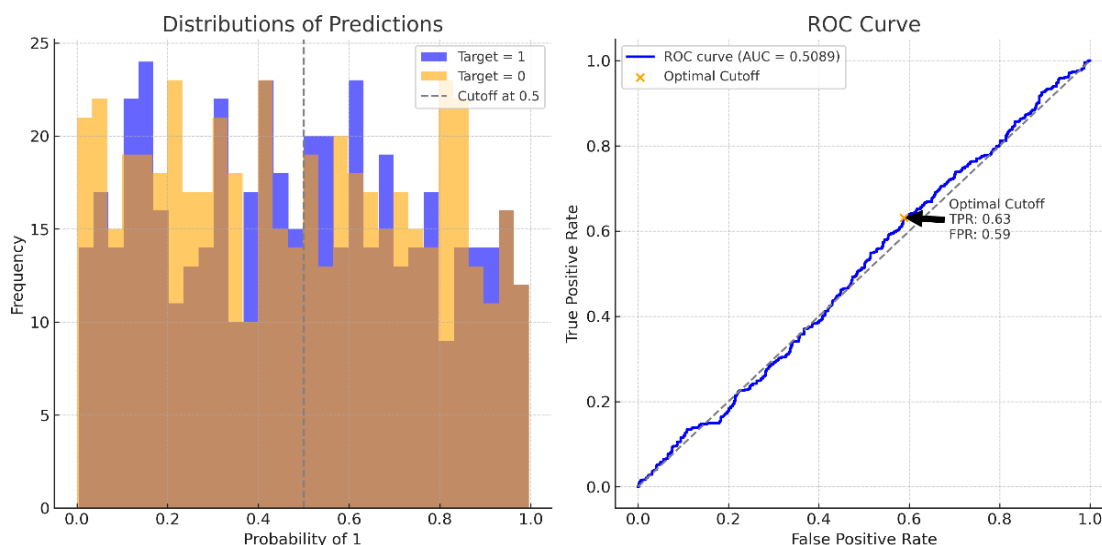 Distributions of Predictions
25
20
15
10
5
0
Frequency
Target = 1
Target = 0
Cutoff at 0.5
0.0 0.2 0.4 0.6 0.8 1.0
Probability of 1
ROC Curve
1.0
0.8
0.6
0.4
0.2
0.0
True Positive Rate
ROC curve (AUC = 0.5089)
Optimal Cutoff
Optimal Cutoff
TPR: 0.63
FPR: 0.59
0.0 0.2 0.4 0.6 0.8 1.0
False Positive Rate